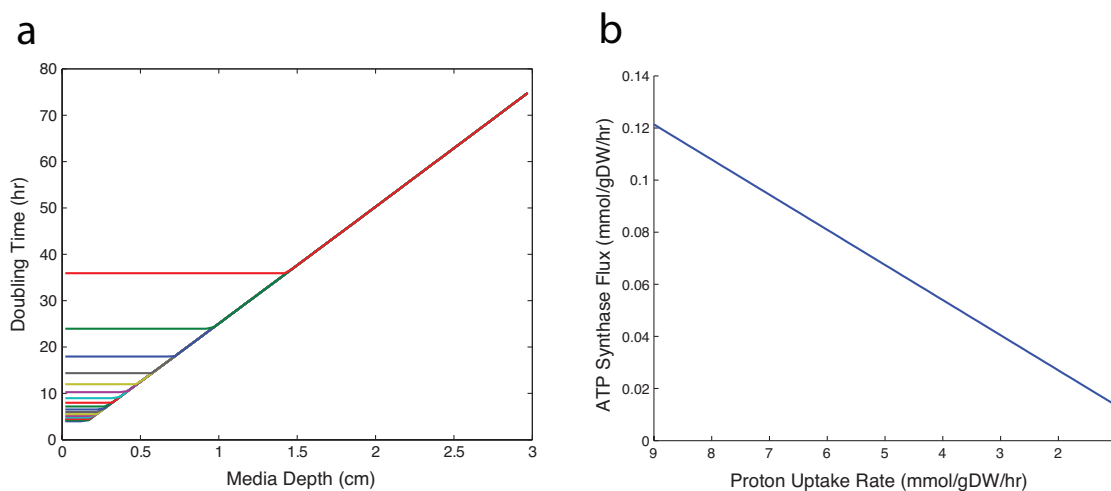 a
80
70
60
50
40
30
20
10
0
Doubling Time (hr)
0 0.5 1 1.5 2 2.5 3
Media Depth (cm)
b
0.14
0.12
0.1
0.08
0.06
0.04
0.02
0
ATP Synthase Flux (mmol/gDW/hr)
9 8 7 6 5 4 3 2
Proton Uptake Rate (mmol/gDW/hr)